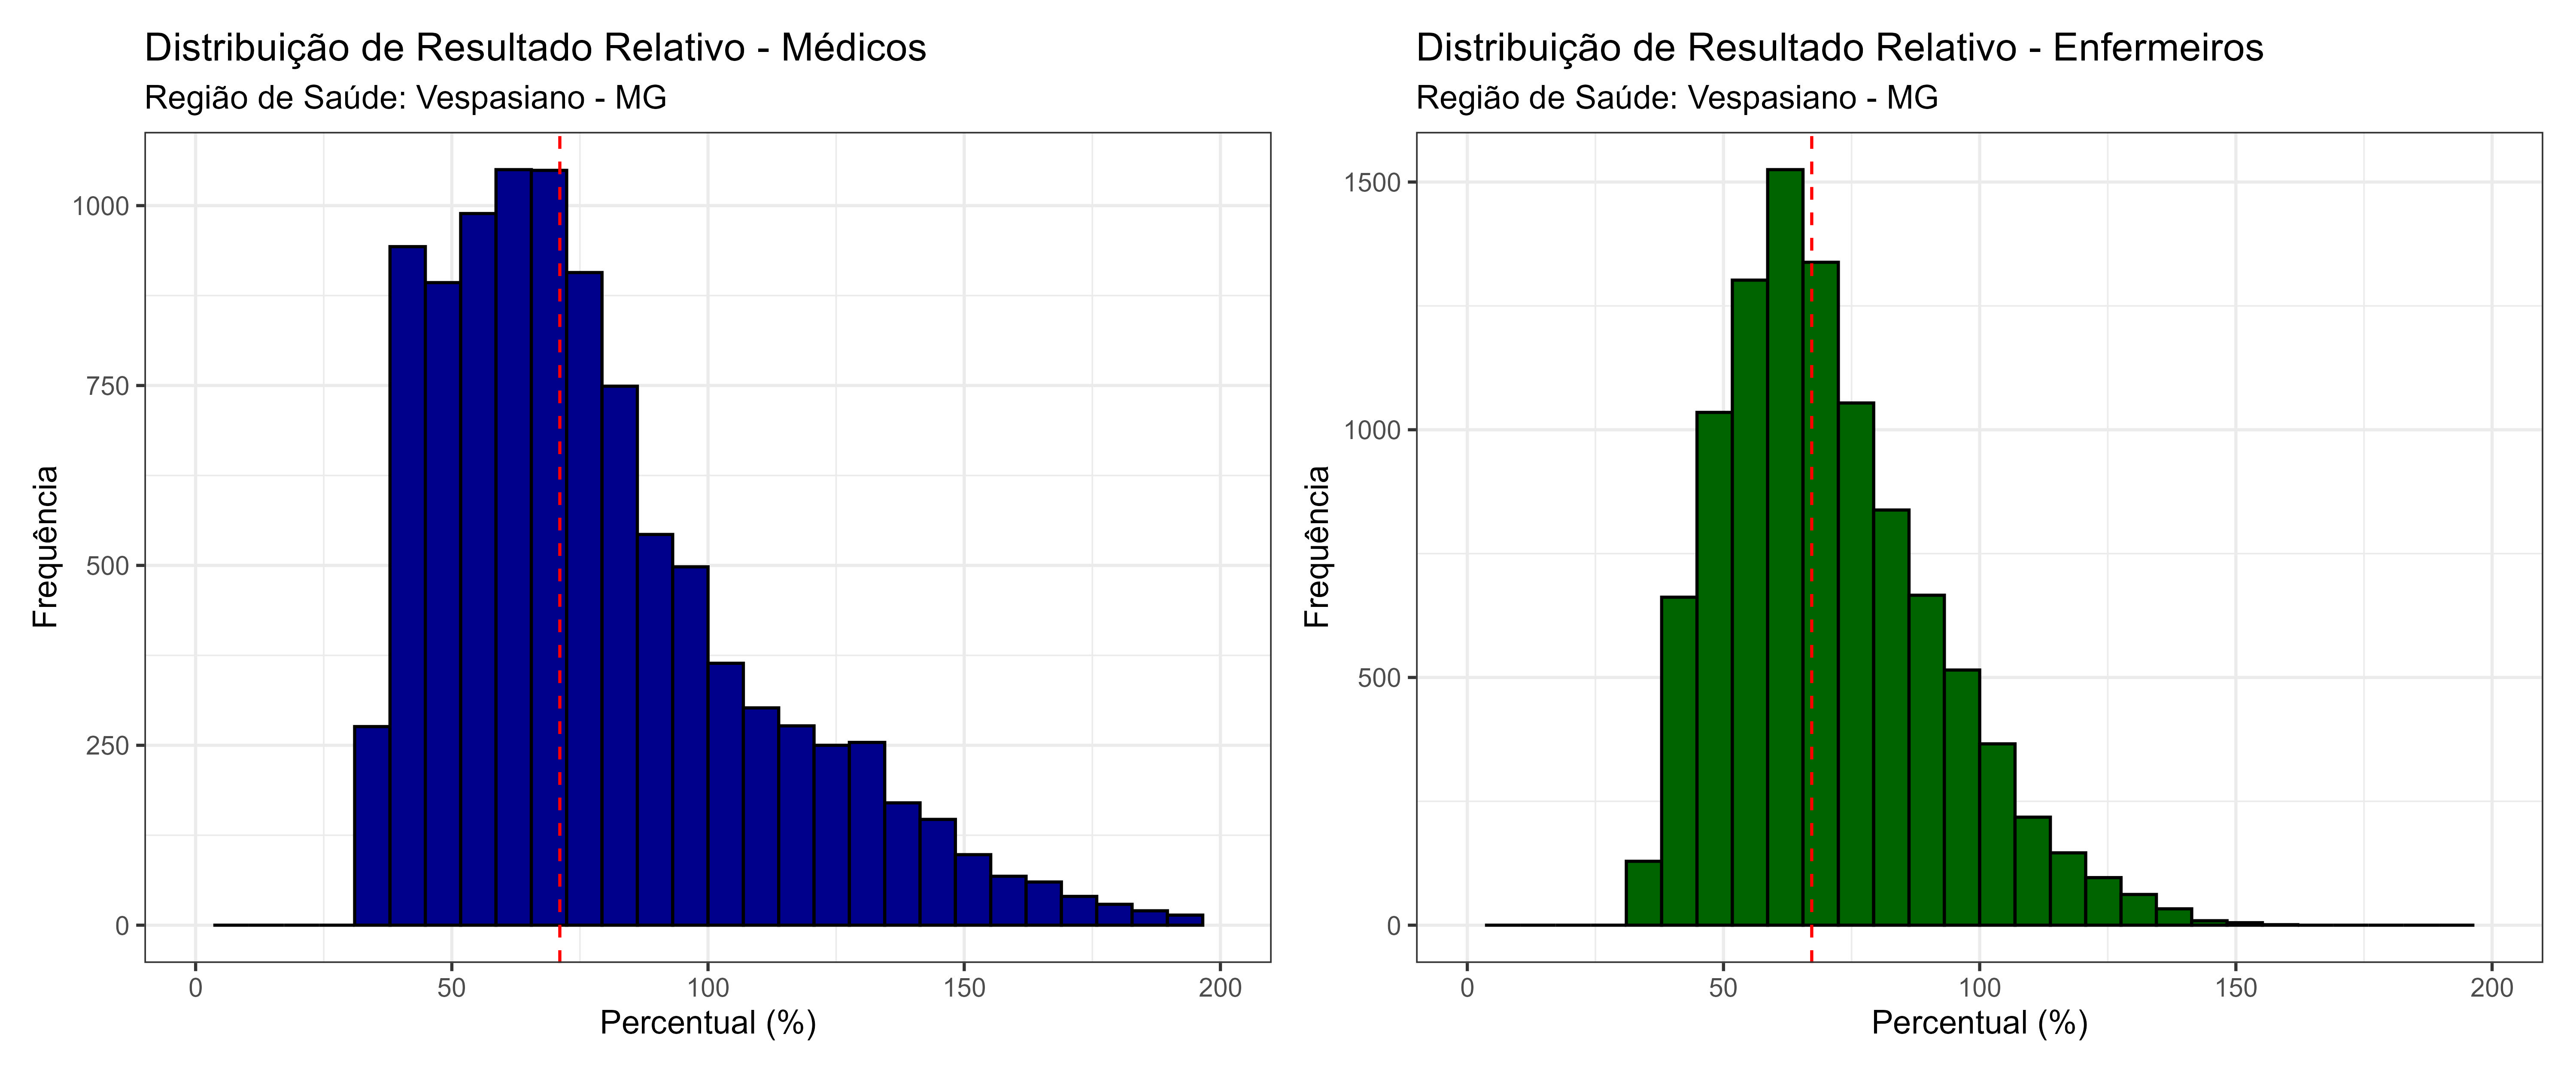 Distribuição de Resultado Relativo - Médicos
Região de Saúde: Vespasiano - MG
Frequência
1000
750
500
250
0
0 50 100 150 200
Percentual (%)
Distribuição de Resultado Relativo - Enfermeiros
Região de Saúde: Vespasiano - MG
Frequência
1500
1000
500
0
0 50 100 150 200
Percentual (%)